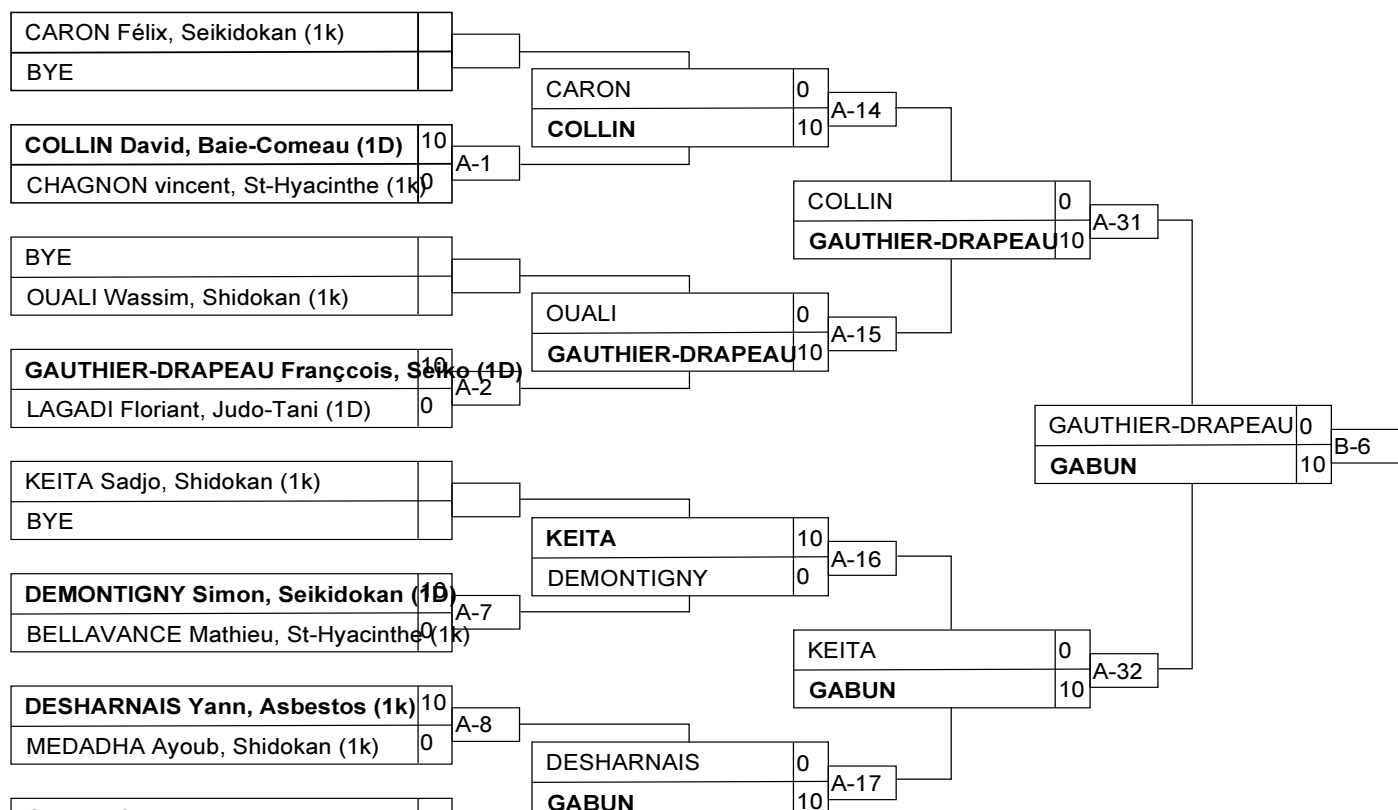 CARON Félix, Seikidokan (1k)
BYE
COLLIN David, Baie-Comeau (1D) 10
CHAGNON vincent, St-Hyacinthe (1k) 0
A-1
BYE
OUALI Wassim, Shidokan (1k)
GAUTHIER-DRAPEAU Françcois, Seiko (1D) 10
LAGADI Floriant, Judo-Tani (1D) 0
A-2
KEITA Sadjo, Shidokan (1k)
BYE
DEMONTIGNY Simon, Seikidokan (1D) 10
BELLAVANCE Mathieu, St-Hyacinthe (1k) 0
A-7
DESHARNAIS Yann, Asbestos (1k) 10
MEDADHA Ayoub, Shidokan (1k) 0
A-8
CARON 0
COLLIN 10
A-14
OUALI 0
GAUTHIER-DRAPEAU 10
A-15
KEITA 10
DEMONTIGNY 0
A-16
DESHARNAIS 0
GABUN 10
A-17
COLLIN 0
GAUTHIER-DRAPEAU 10
A-31
KEITA 0
GABUN 10
A-32
GAUTHIER-DRAPEAU 0
GABUN 10
B-6